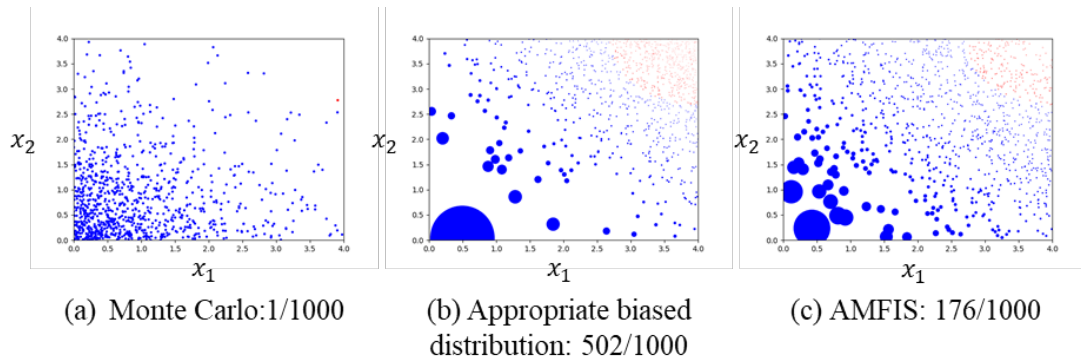 4.0 4.0 4.0
3.5 3.5 3.5
3.0 3.0 3.0
2.5 2.5 2.5
x₂ 2.0 x₂ 2.0 x₂ 2.0
1.5 1.5 1.5
1.0 1.0 1.0
0.5 0.5 0.5
0.0 0.0 0.0
0.0 0.5 1.0 1.5 2.0 2.5 3.0 3.5 4.0 0.0 0.5 1.0 1.5 2.0 2.5 3.0 3.5 4.0 0.0 0.5 1.0 1.5 2.0 2.5 3.0 3.5 4.0
x₁ x₁ x₁
(a) Monte Carlo:1/1000
(b) Appropriate biased
distribution: 502/1000
(c) AMFIS: 176/1000